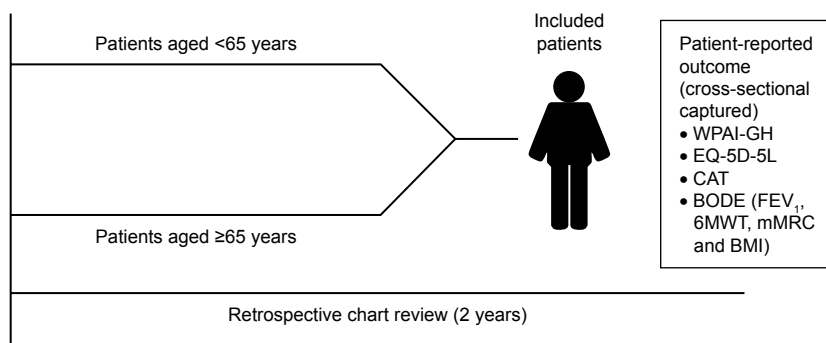 Patients aged <65 years
Included
patients
Patients aged ≥65 years
Retrospective chart review (2 years)
Patient-reported
outcome
(cross-sectional
captured)
• WPAI-GH
• EQ-5D-5L
• CAT
• BODE (FEV₁,
6MWT, mMRC
and BMI)